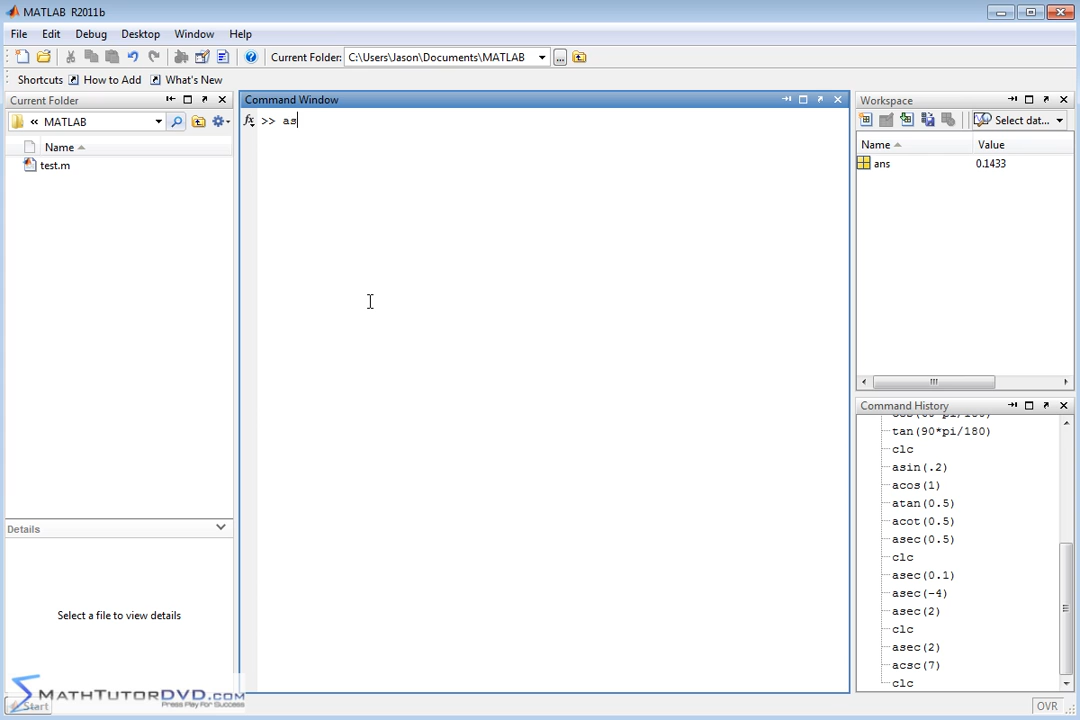 MATLAB R2011b
File Edit Debug Desktop Window Help
Current Folder: C:\Users\Jason\Documents\MATLAB ...
Shortcuts How to Add What's New
Current Folder
« MATLAB
Name
test.m
Details
Select a file to view details
MATHTUTORDVD.COM
Press Play For Success
Start
Command Window
fx >> as
Workspace
Select dat...
Name Value
ans 0.1433
Command History
tan(90*pi/180)
clc
asin(.2)
acos(1)
atan(0.5)
acot(0.5)
asec(0.5)
clc
asec(0.1)
asec(-4)
asec(2)
clc
asec(2)
acsc(7)
clc
OVR